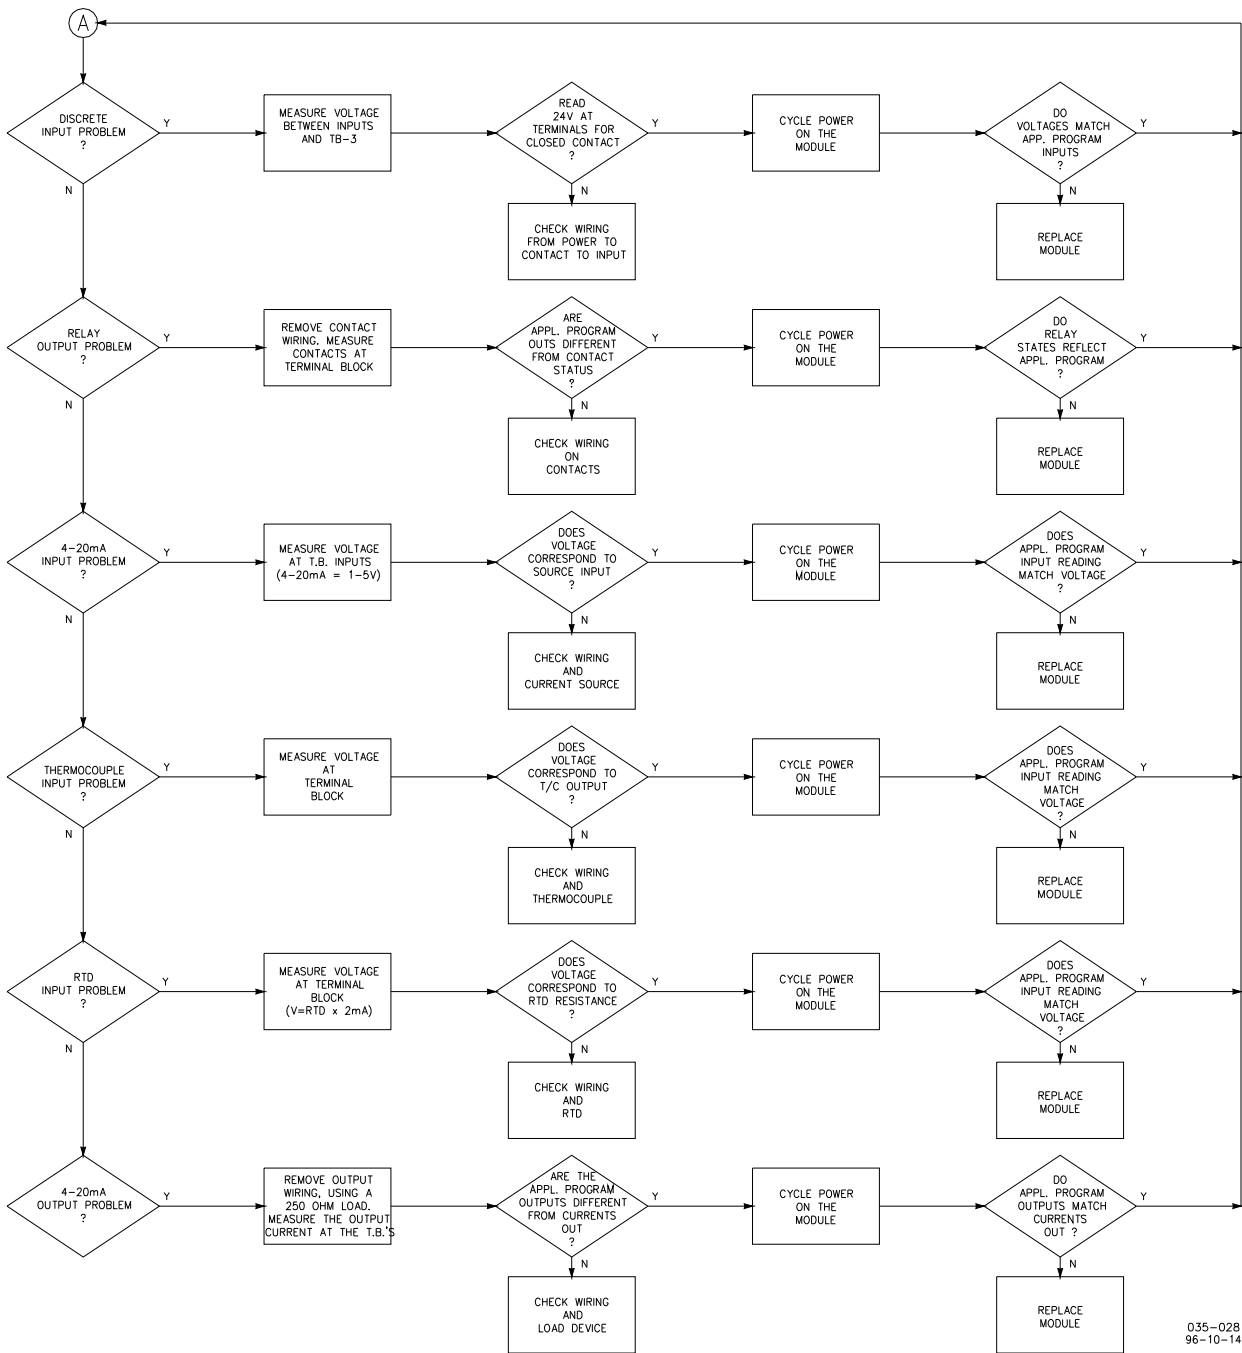 A
DISCRETE
INPUT PROBLEM
?
Y
N
MEASURE VOLTAGE
BETWEEN INPUTS
AND TB-3
READ
24V AT
TERMINALS FOR
CLOSED CONTACT
?
Y
N
CHECK WIRING
FROM POWER TO
CONTACT TO INPUT
CYCLE POWER
ON THE
MODULE
DO
VOLTAGES MATCH
APP. PROGRAM
INPUTS
?
Y
N
REPLACE
MODULE
RELAY
OUTPUT PROBLEM
?
Y
N
REMOVE CONTACT
WIRING. MEASURE
CONTACTS AT
TERMINAL BLOCK
ARE
APPL. PROGRAM
OUTS DIFFERENT
FROM CONTACT
STATUS
?
Y
N
CHECK WIRING
ON
CONTACTS
CYCLE POWER
ON THE
MODULE
DO
RELAY
STATES REFLECT
APPL. PROGRAM
?
Y
N
REPLACE
MODULE
4-20mA
INPUT PROBLEM
?
Y
N
MEASURE VOLTAGE
AT T.B. INPUTS
(4-20mA = 1-5V)
DOES
VOLTAGE
CORRESPOND TO
SOURCE INPUT
?
Y
N
CHECK WIRING
AND
CURRENT SOURCE
CYCLE POWER
ON THE
MODULE
DOES
APPL. PROGRAM
INPUT READING
MATCH VOLTAGE
?
Y
N
REPLACE
MODULE
THERMOCOUPLE
INPUT PROBLEM
?
Y
N
MEASURE VOLTAGE
AT
TERMINAL
BLOCK
DOES
VOLTAGE
CORRESPOND TO
T/C OUTPUT
?
Y
N
CHECK WIRING
AND
THERMOCOUPLE
CYCLE POWER
ON THE
MODULE
DOES
APPL. PROGRAM
INPUT READING
MATCH
VOLTAGE
?
Y
N
REPLACE
MODULE
RTD
INPUT PROBLEM
?
Y
N
MEASURE VOLTAGE
AT TERMINAL
BLOCK
(V=RTD x 2mA)
DOES
VOLTAGE
CORRESPOND TO
RTD RESISTANCE
?
Y
N
CHECK WIRING
AND
RTD
CYCLE POWER
ON THE
MODULE
DOES
APPL. PROGRAM
INPUT READING
MATCH
VOLTAGE
?
Y
N
REPLACE
MODULE
4-20mA
OUTPUT PROBLEM
?
Y
REMOVE OUTPUT
WIRING, USING A
250 OHM LOAD.
MEASURE THE OUTPUT
CURRENT AT THE T.B.'S
ARE THE
APPL. PROGRAM
OUTPUTS DIFFERENT
FROM CURRENTS
OUT
?
Y
N
CHECK WIRING
AND
LOAD DEVICE
CYCLE POWER
ON THE
MODULE
DO
APPL. PROGRAM
OUTPUTS MATCH
CURRENTS
OUT ?
Y
N
REPLACE
MODULE
035-028
96-10-14